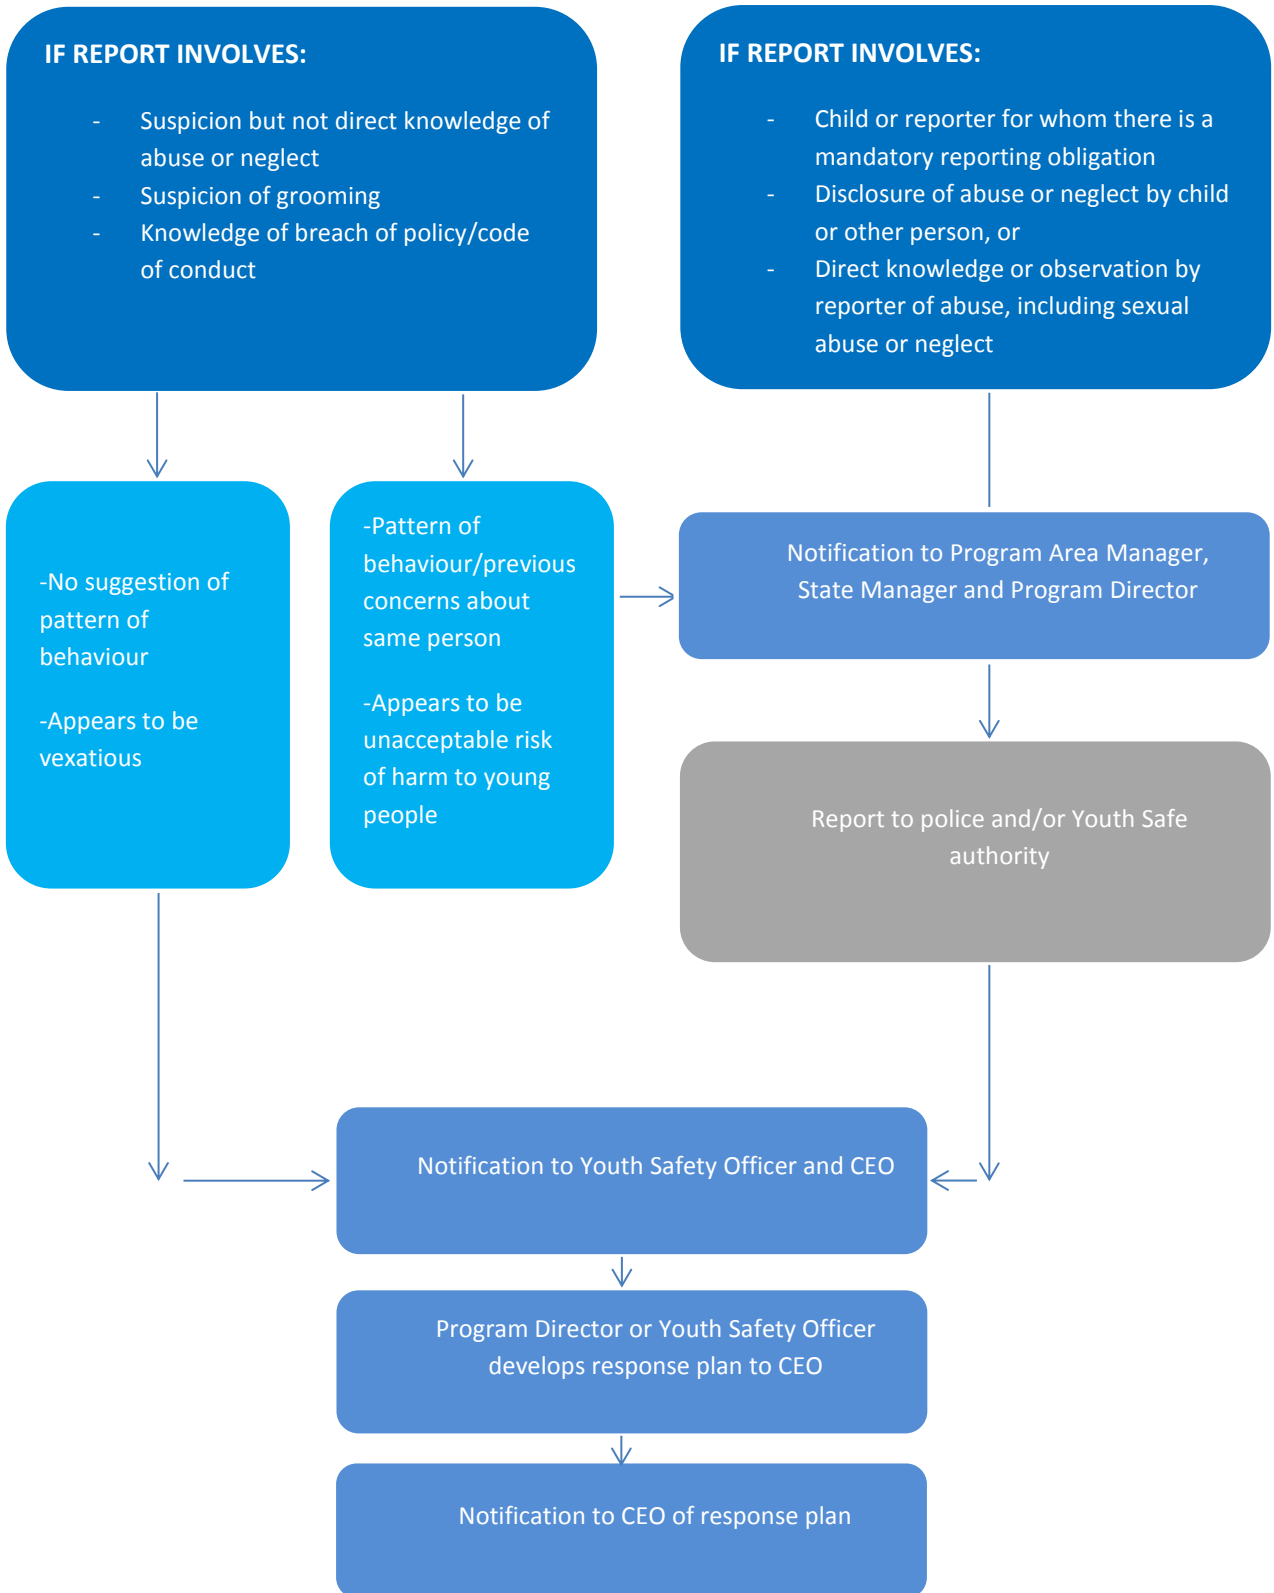 IF REPORT INVOLVES:
- Suspicion but not direct knowledge of
abuse or neglect
- Suspicion of grooming
- Knowledge of breach of policy/code
of conduct
IF REPORT INVOLVES:
- Child or reporter for whom there is a
mandatory reporting obligation
- Disclosure of abuse or neglect by child
or other person, or
- Direct knowledge or observation by
reporter of abuse, including sexual
abuse or neglect
-No suggestion of
pattern of
behaviour
-Appears to be
vexatious
-Pattern of
behaviour/previous
concerns about
same person
-Appears to be
unacceptable risk
of harm to young
people
Notification to Program Area Manager,
State Manager and Program Director
Report to police and/or Youth Safe
authority
Notification to Youth Safety Officer and CEO
Program Director or Youth Safety Officer
develops response plan to CEO
Notification to CEO of response plan